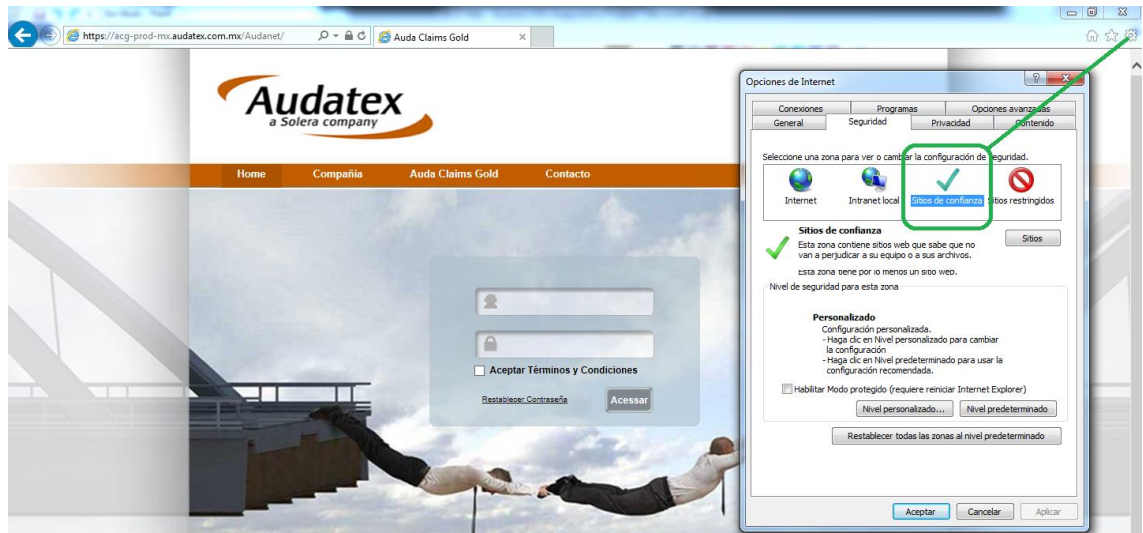 https://acg-prod-mx.audatex.com.mx/Audanet/
Auda Claims Gold
Audatex
a Solera company
Home
Compañia
Auda Claims Gold
Contacto
Aceptar Términos y Condiciones
Restablecer Contraseña
Acessar
Opciones de Internet
Conexiones
Programas
Opciones avanzadas
General
Seguridad
Privacidad
Contenido
Seleccione una zona para ver o cambiar la configuración de seguridad.
Internet
Intranet local
Sitios de confianza
Sitios restringidos
Sitios de confianza
Esta zona contiene sitios web que sabe que no
van a perjudicar a su equipo o a sus archivos.
Esta zona tiene por lo menos un sitio web.
Sitios
Nivel de seguridad para esta zona
Personalizado
Configuración personalizada.
- Haga clic en Nivel personalizado para cambiar
la configuración
- Haga clic en Nivel predeterminado para usar la
configuración recomendada.
Habilitar Modo protegido (requiere reiniciar Internet Explorer)
Nivel personalizado...
Nivel predeterminado
Restablecer todas las zonas al nivel predeterminado
Aceptar
Cancelar
Aplicar